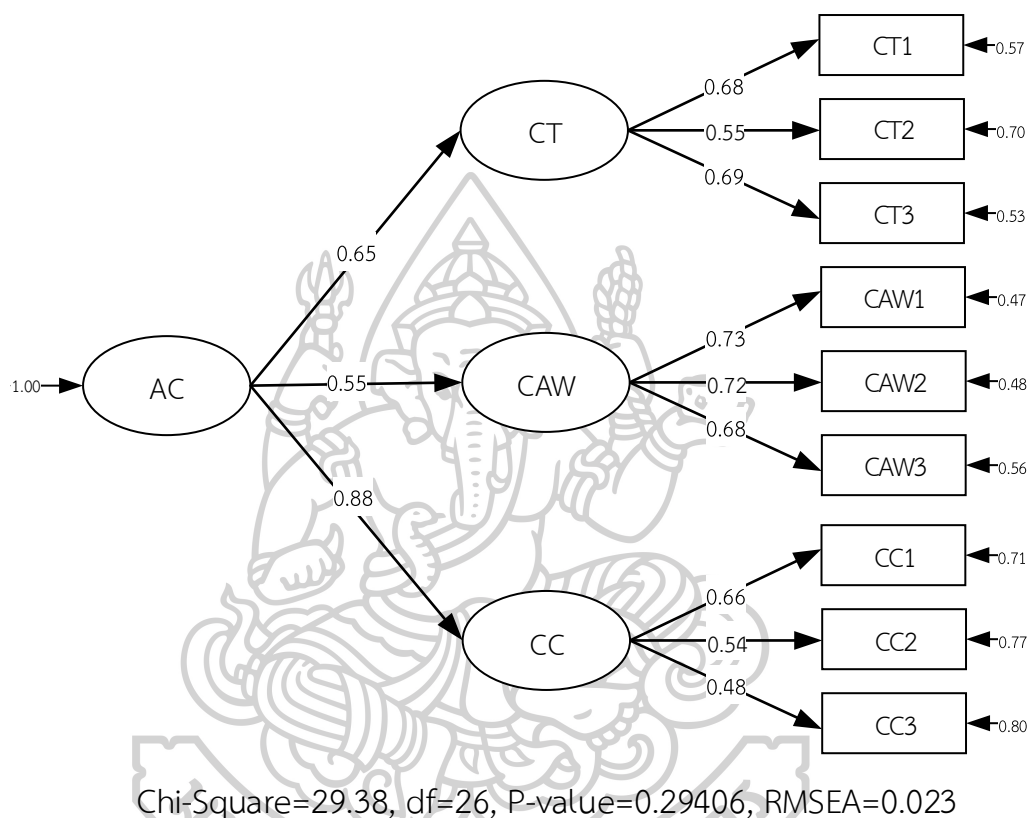 CT1
0.57
0.68
CT
CT2
0.70
0.55
CT3
0.53
0.69
0.65
CAW1
0.47
0.73
1.00
AC
0.55
CAW
0.72
CAW2
0.48
0.68
CAW3
0.56
0.88
CC1
0.71
0.66
CC
0.54
CC2
0.77
0.48
CC3
0.80
Chi-Square=29.38, df=26, P-value=0.29406, RMSEA=0.023